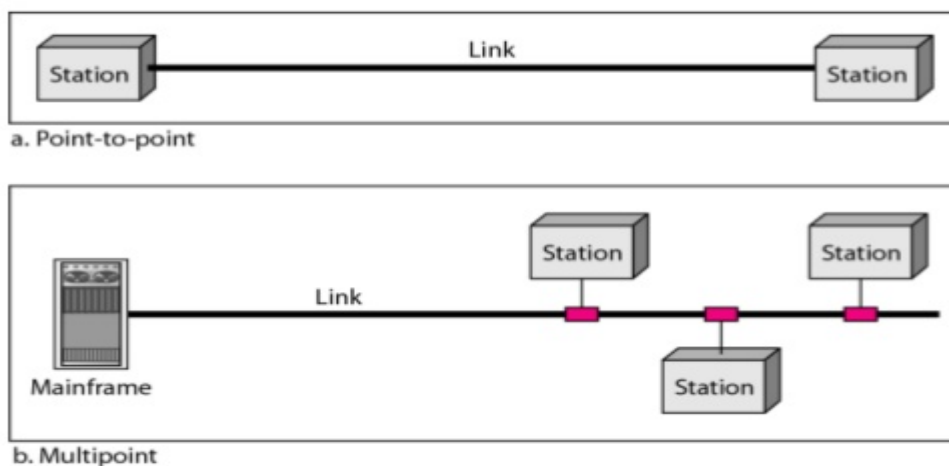 Link
Station
Station
a. Point-to-point
Station
Station
Link
Station
Mainframe
b. Multipoint